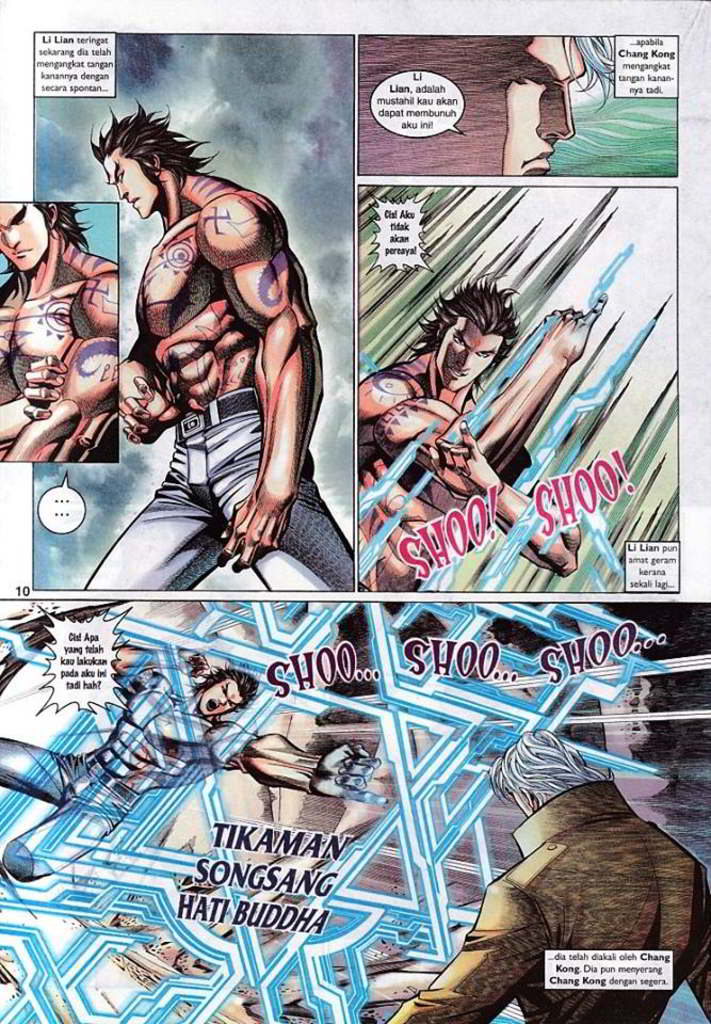 Li Lian teringat
sekarang dia telah
mengangkat tangan
kanannya dengan
secara spontan...
...apabila
Chang Kong
mengangkat
tangan kanan-
nya tadi.
Li
Lian, adalah
mustahil kau akan
dapat membunuh
aku ini!
...
...
Cis! Aku
tidak
akan
percaya!
SHOO! SHOO!
Li Lian pun
amat geram
kerana
sekali lagi...
10
Cis! Apa
yang telah
kau lakukan
pada aku ini
tadi hah?
SHOO... SHOO... SHOO...
TIKAMAN
SONGSANG
HATI BUDDHA
...dia telah diakali oleh Chang
Kong. Dia pun menyerang
Chang Kong dengan segera.